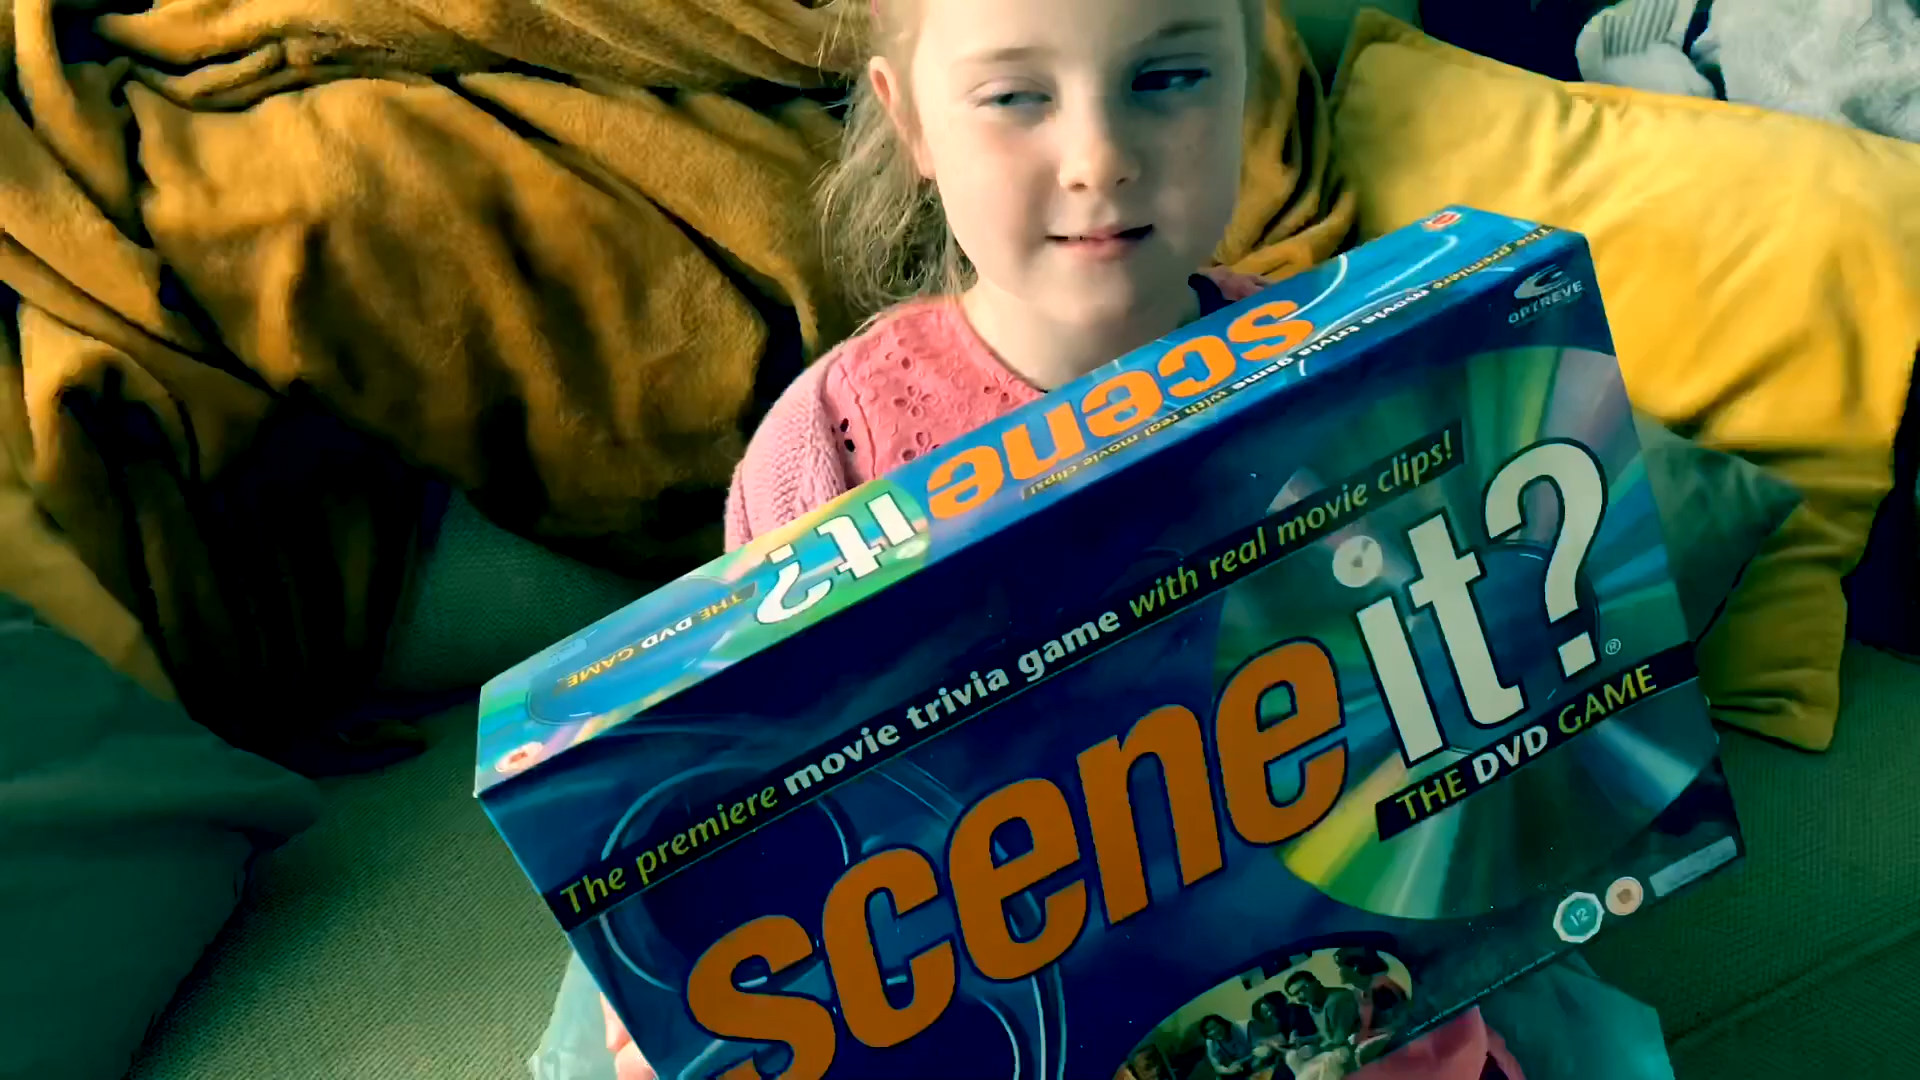 The premiere movie trivia game with real movie clips!
scene it?
THE DVD GAME
OPTREVE
The premiere movie trivia game with real movie clips!
scene it?®
THE DVD GAME
12